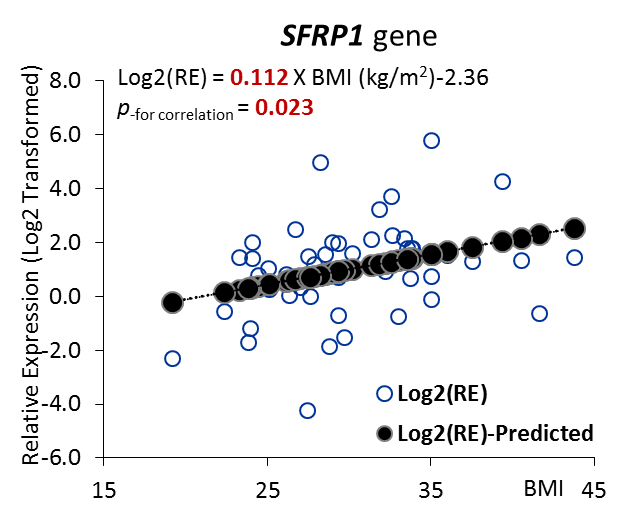 SFRP1 gene
Log2(RE) = 0.112 X BMI (kg/m²)-2.36
p-for correlation = 0.023
Relative Expression (Log2 Transformed)
8.0
6.0
4.0
2.0
0.0
-2.0
-4.0
-6.0
Log2(RE)
Log2(RE)-Predicted
15 25 35 BMI 45